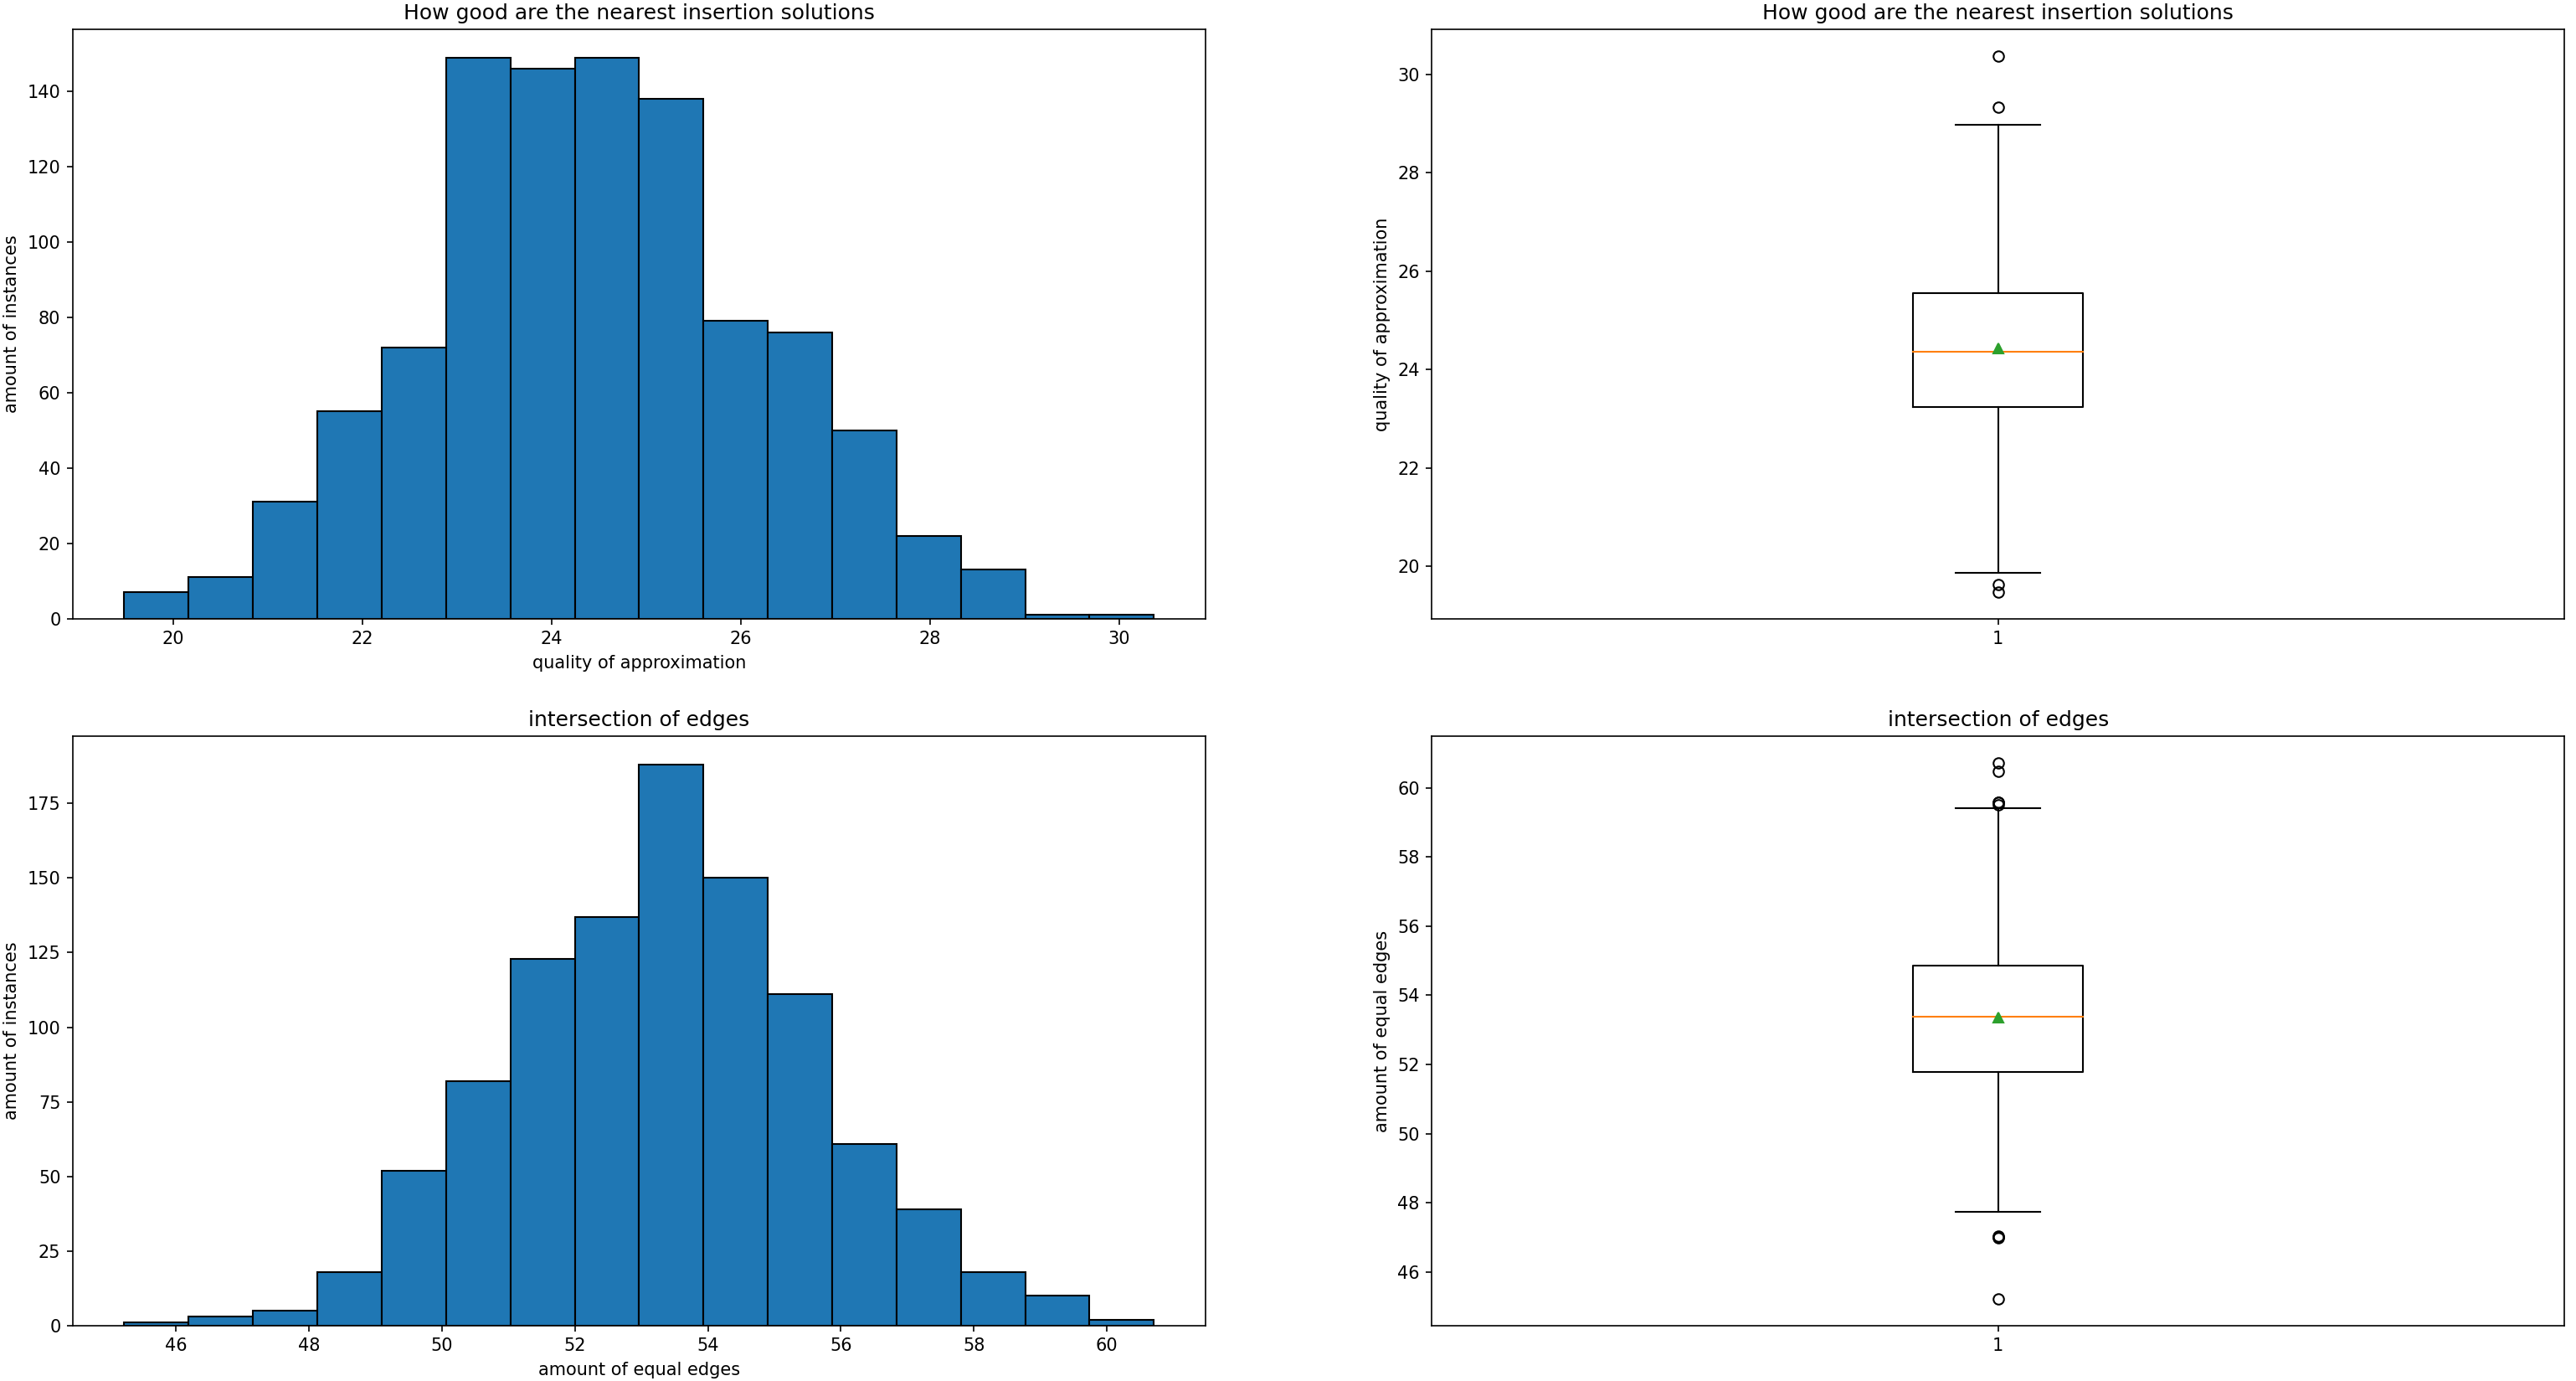 How good are the nearest insertion solutions
amount of instances
140
120
100
80
60
40
20
0
20 22 24 26 28 30
quality of approximation
How good are the nearest insertion solutions
quality of approximation
30
28
26
24
22
20
1
intersection of edges
amount of instances
175
150
125
100
75
50
25
0
46 48 50 52 54 56 58 60
amount of equal edges
intersection of edges
amount of equal edges
60
58
56
54
52
50
48
46
1